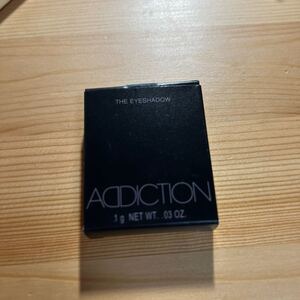 THE EYESHADOW
ADDICTION
1 g NET WT. .03 OZ.